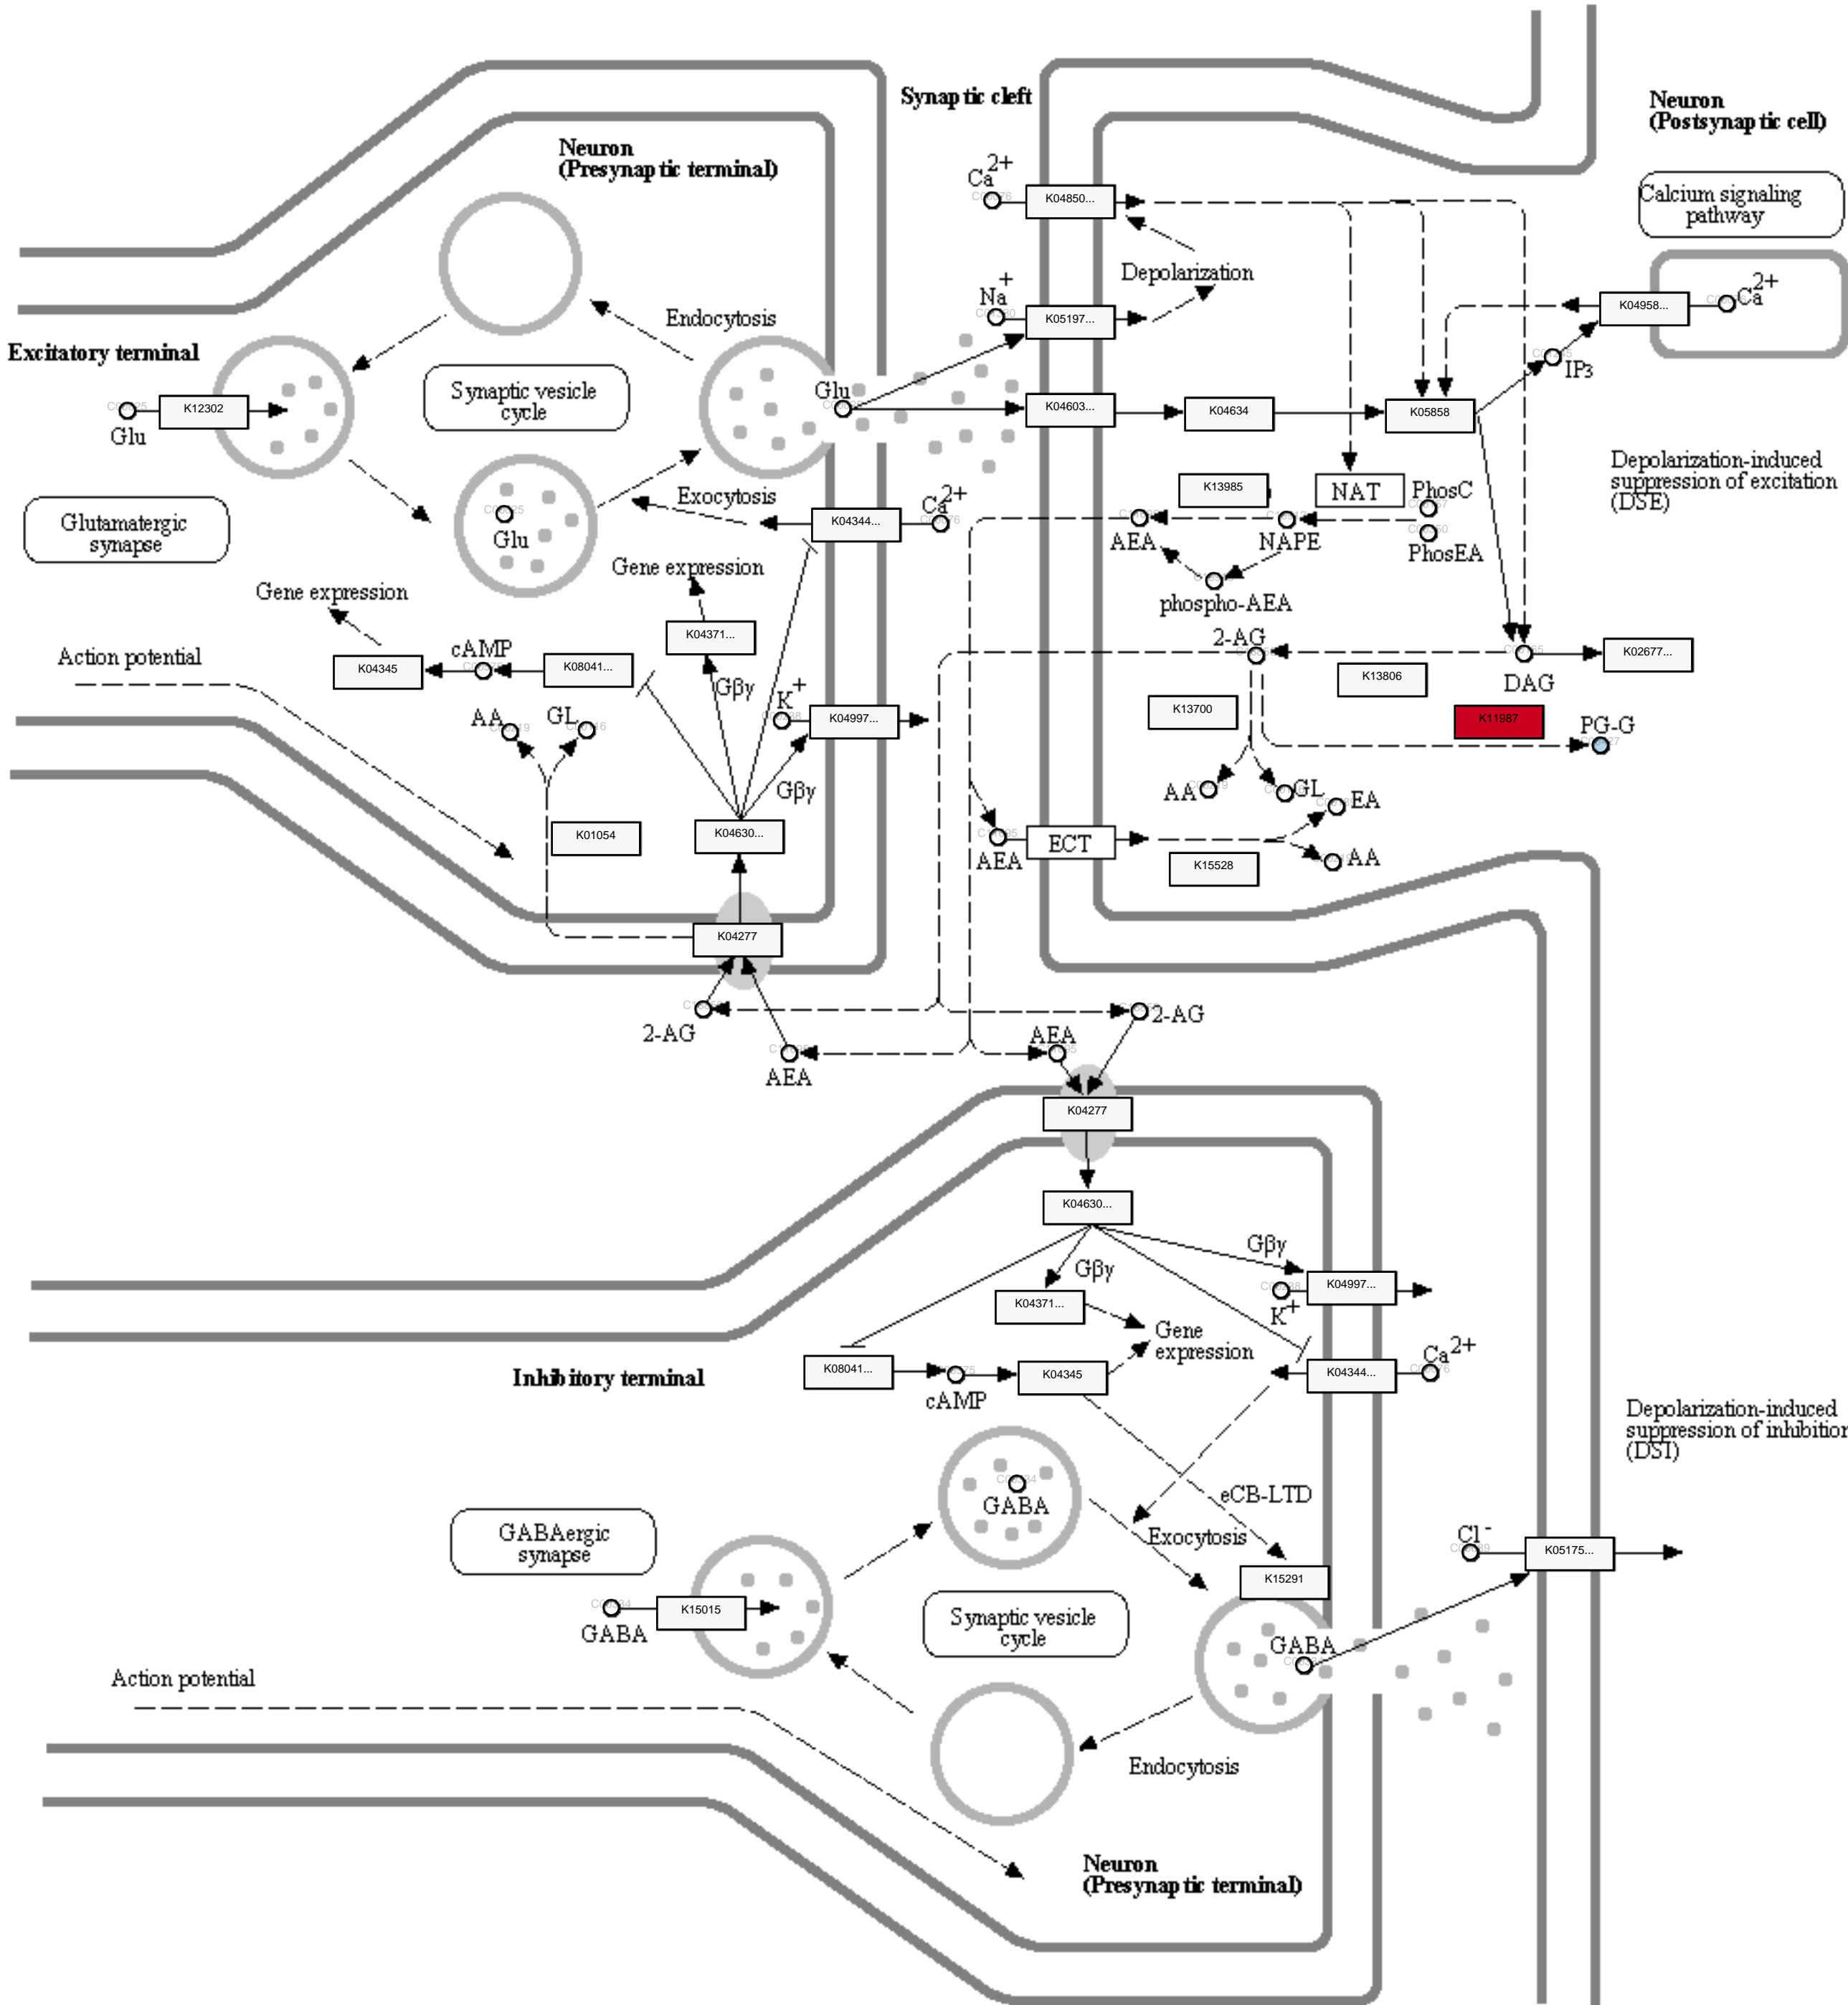 Synaptic cleft
Neuron
(Postsynaptic cell)
Neuron
(Presynaptic terminal)
Ca2+
K04850...
Calcium signaling
pathway
Depolarization
Na+
K05197...
K04958...
Ca2+
Endocytosis
Excitatory terminal
IP3
Synaptic vesicle
cycle
Glu
K12302
Glu
K04603...
K04634
K05858
Depolarization-induced
suppression of excitation
(DSE)
K13985
NAT
PhosC
Exocytosis
Ca2+
Glutamatergic
synapse
Glu
K04344...
AEA
NAPE
PhosEA
Gene expression
Gene expression
phospho-AEA
K04371...
2-AG
Action potential
cAMP
K04345
K08041...
K02677...
K13806
DAG
Gβγ
K+
AA
GL
K04997...
K13700
K11987
PG-G
Gβγ
AA
GL
EA
K01054
K04630...
AEA
ECT
AA
K15528
K04277
2-AG
2-AG
AEA
AEA
K04277
K04630...
Gβγ
Gβγ
K04997...
K04371...
K+
Gene
expression
K08041...
cAMP
K04345
K04344...
Ca2+
Inhibitory terminal
Depolarization-induced
suppression of inhibition
(DSI)
GABA
eCB-LTD
GABAergic
synapse
Exocytosis
Cl-
K05175...
K15291
K15015
GABA
Synaptic vesicle
cycle
GABA
Action potential
Endocytosis
Neuron
(Presynaptic terminal)